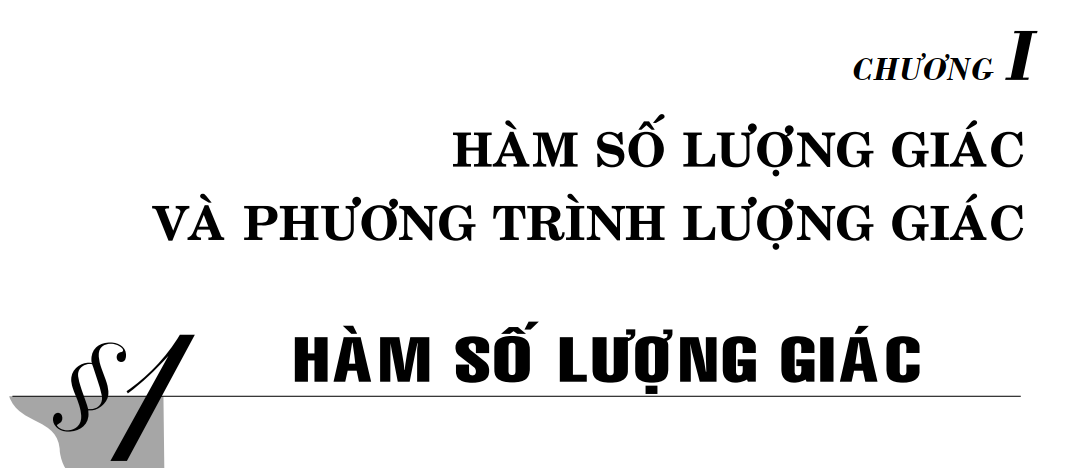 CHƯƠNG I
HÀM SỐ LƯỢNG GIÁC
VÀ PHƯƠNG TRÌNH LƯỢNG GIÁC
§1 HÀM SỐ LƯỢNG GIÁC